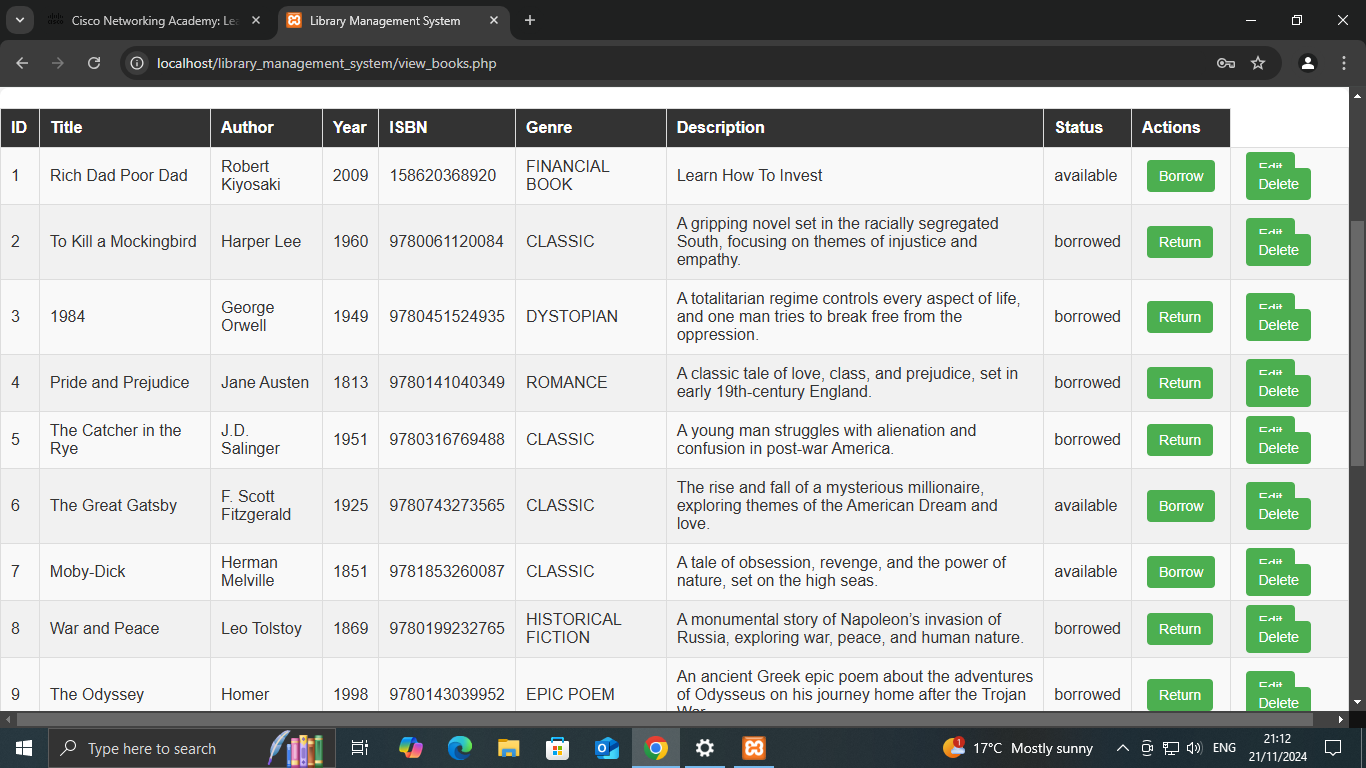 Cisco Networking Academy: Le
Library Management System
localhost/library_management_system/view_books.php
ID Title Author Year ISBN Genre Description Status Actions
1 Rich Dad Poor Dad Robert Kiyosaki 2009 158620368920 FINANCIAL BOOK Learn How To Invest available Borrow Edit Delete
2 To Kill a Mockingbird Harper Lee 1960 9780061120084 CLASSIC A gripping novel set in the racially segregated South, focusing on themes of injustice and empathy. borrowed Return Edit Delete
3 1984 George Orwell 1949 9780451524935 DYSTOPIAN A totalitarian regime controls every aspect of life, and one man tries to break free from the oppression. borrowed Return Edit Delete
4 Pride and Prejudice Jane Austen 1813 9780141040349 ROMANCE A classic tale of love, class, and prejudice, set in early 19th-century England. borrowed Return Edit Delete
5 The Catcher in the Rye J.D. Salinger 1951 9780316769488 CLASSIC A young man struggles with alienation and confusion in post-war America. borrowed Return Edit Delete
6 The Great Gatsby F. Scott Fitzgerald 1925 9780743273565 CLASSIC The rise and fall of a mysterious millionaire, exploring themes of the American Dream and love. available Borrow Edit Delete
7 Moby-Dick Herman Melville 1851 9781853260087 CLASSIC A tale of obsession, revenge, and the power of nature, set on the high seas. available Borrow Edit Delete
8 War and Peace Leo Tolstoy 1869 9780199232765 HISTORICAL FICTION A monumental story of Napoleon’s invasion of Russia, exploring war, peace, and human nature. borrowed Return Edit Delete
9 The Odyssey Homer 1998 9780143039952 EPIC POEM An ancient Greek epic poem about the adventures of Odysseus on his journey home after the Trojan War borrowed Return Edit Delete
Type here to search
1
17°C Mostly sunny
ENG
21:12
21/11/2024